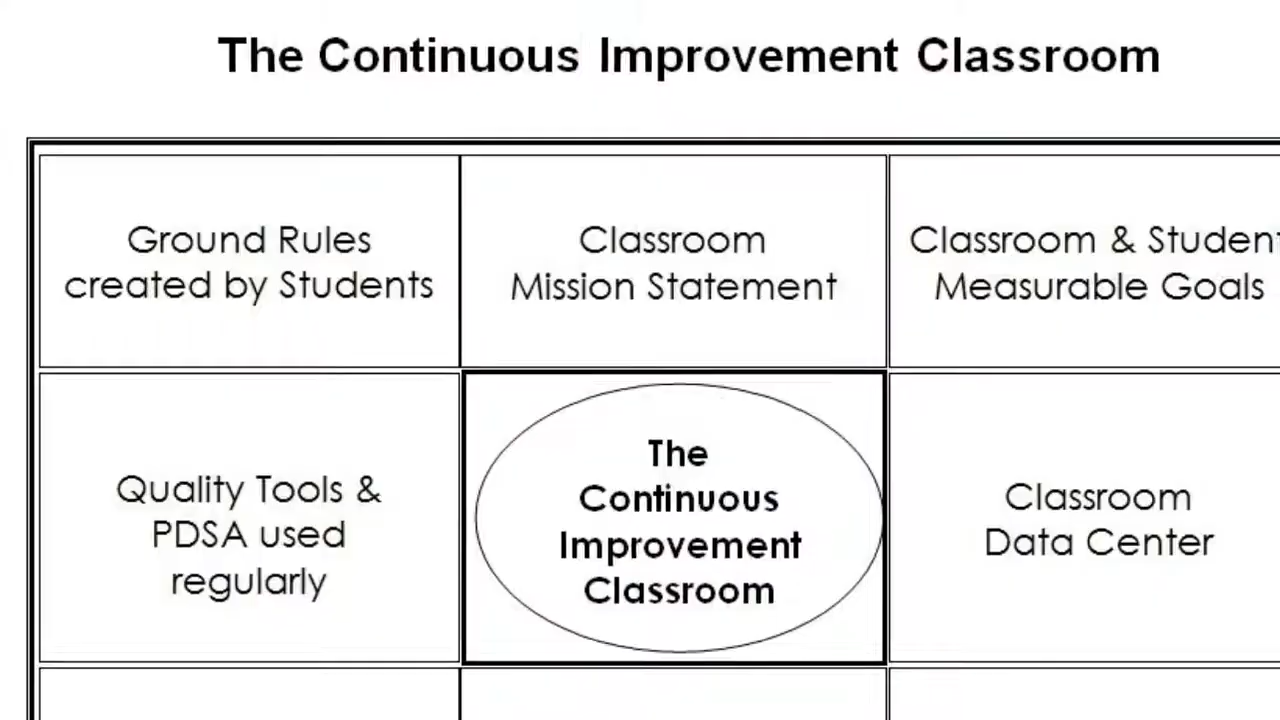 The Continuous Improvement Classroom
Ground Rules
created by Students
Classroom
Mission Statement
Classroom & Student
Measurable Goals
Quality Tools &
PDSA used
regularly
The
Continuous
Improvement
Classroom
Classroom
Data Center